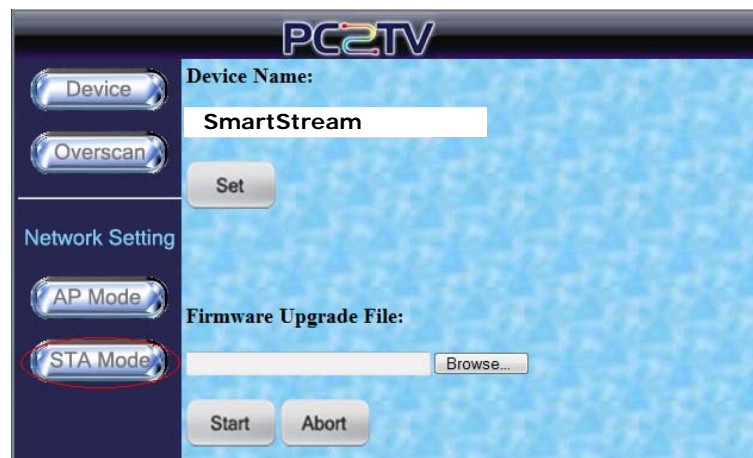 PC2TV
Device
Overscan
Network Setting
AP Mode
STA Mode
Device Name:
SmartStream
Set
Firmware Upgrade File:
Browse...
Start
Abort